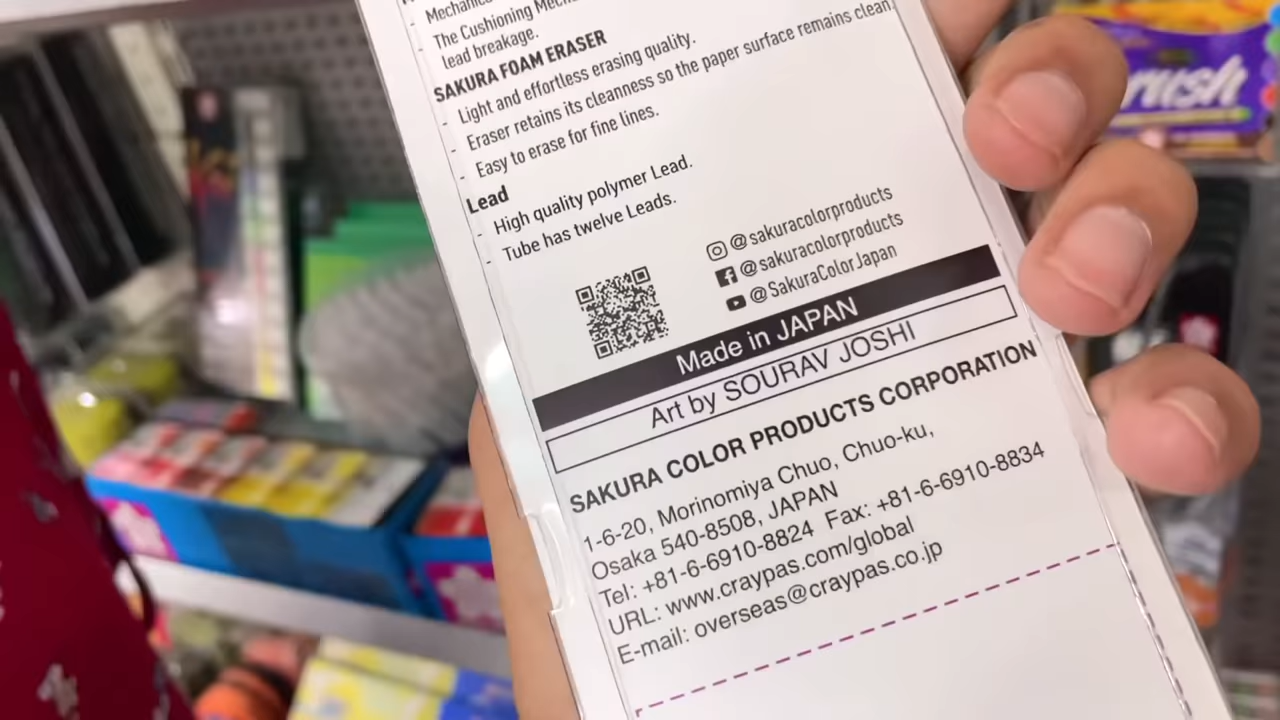 The Cushioning
lead breakage.
SAKURA FOAM ERASER
- Light and effortless erasing quality.
- Eraser retains its cleanness so the paper surface remains clean.
- Easy to erase for fine lines.
Lead
- High quality polymer Lead.
- Tube has twelve Leads.
@sakuracolorproducts
@sakuracolorproducts
@SakuraColorJapan
Made in JAPAN
Art by SOURAV JOSHI
SAKURA COLOR PRODUCTS CORPORATION
1-6-20, Morinomiya Chuo, Chuo-ku,
Osaka 540-8508, JAPAN
Tel: +81-6-6910-8824 Fax: +81-6-6910-8834
URL: www.craypas.com/global
E-mail: overseas@craypas.co.jp